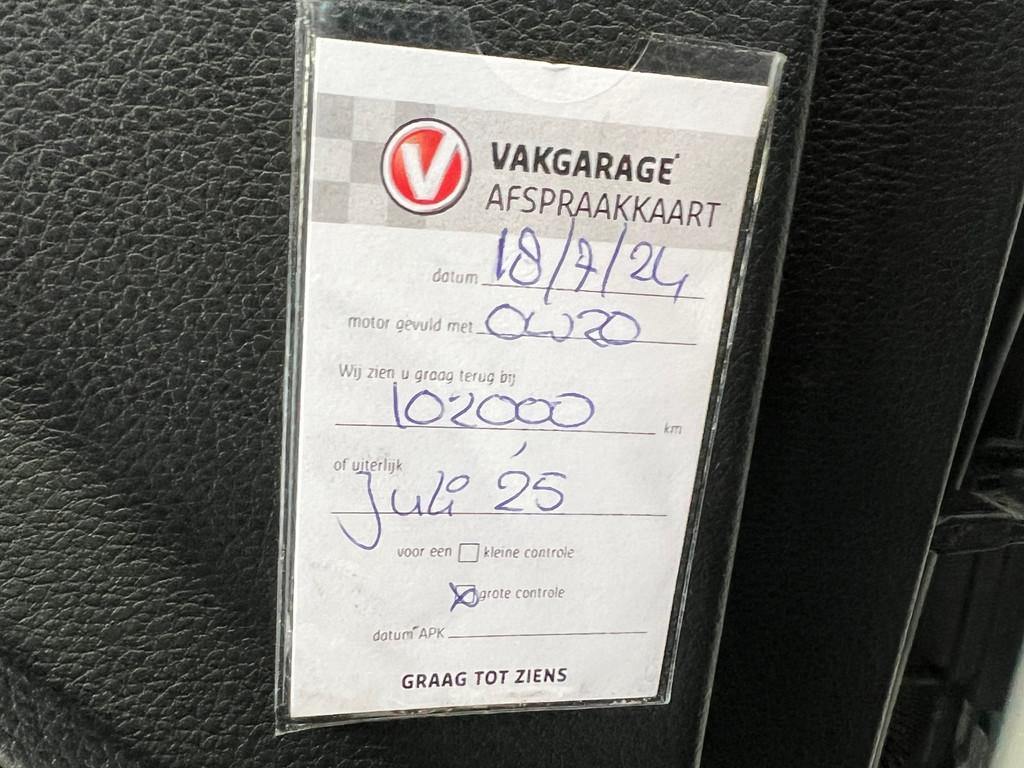 V VAKGARAGE
AFSPRAAKKAART
datum 18/7/24
motor gevuld met 0W20
Wij zien u graag terug bij
102000 km
of uiterlijk
Juli '25
voor een kleine controle
grote controle
datum APK
GRAAG TOT ZIENS